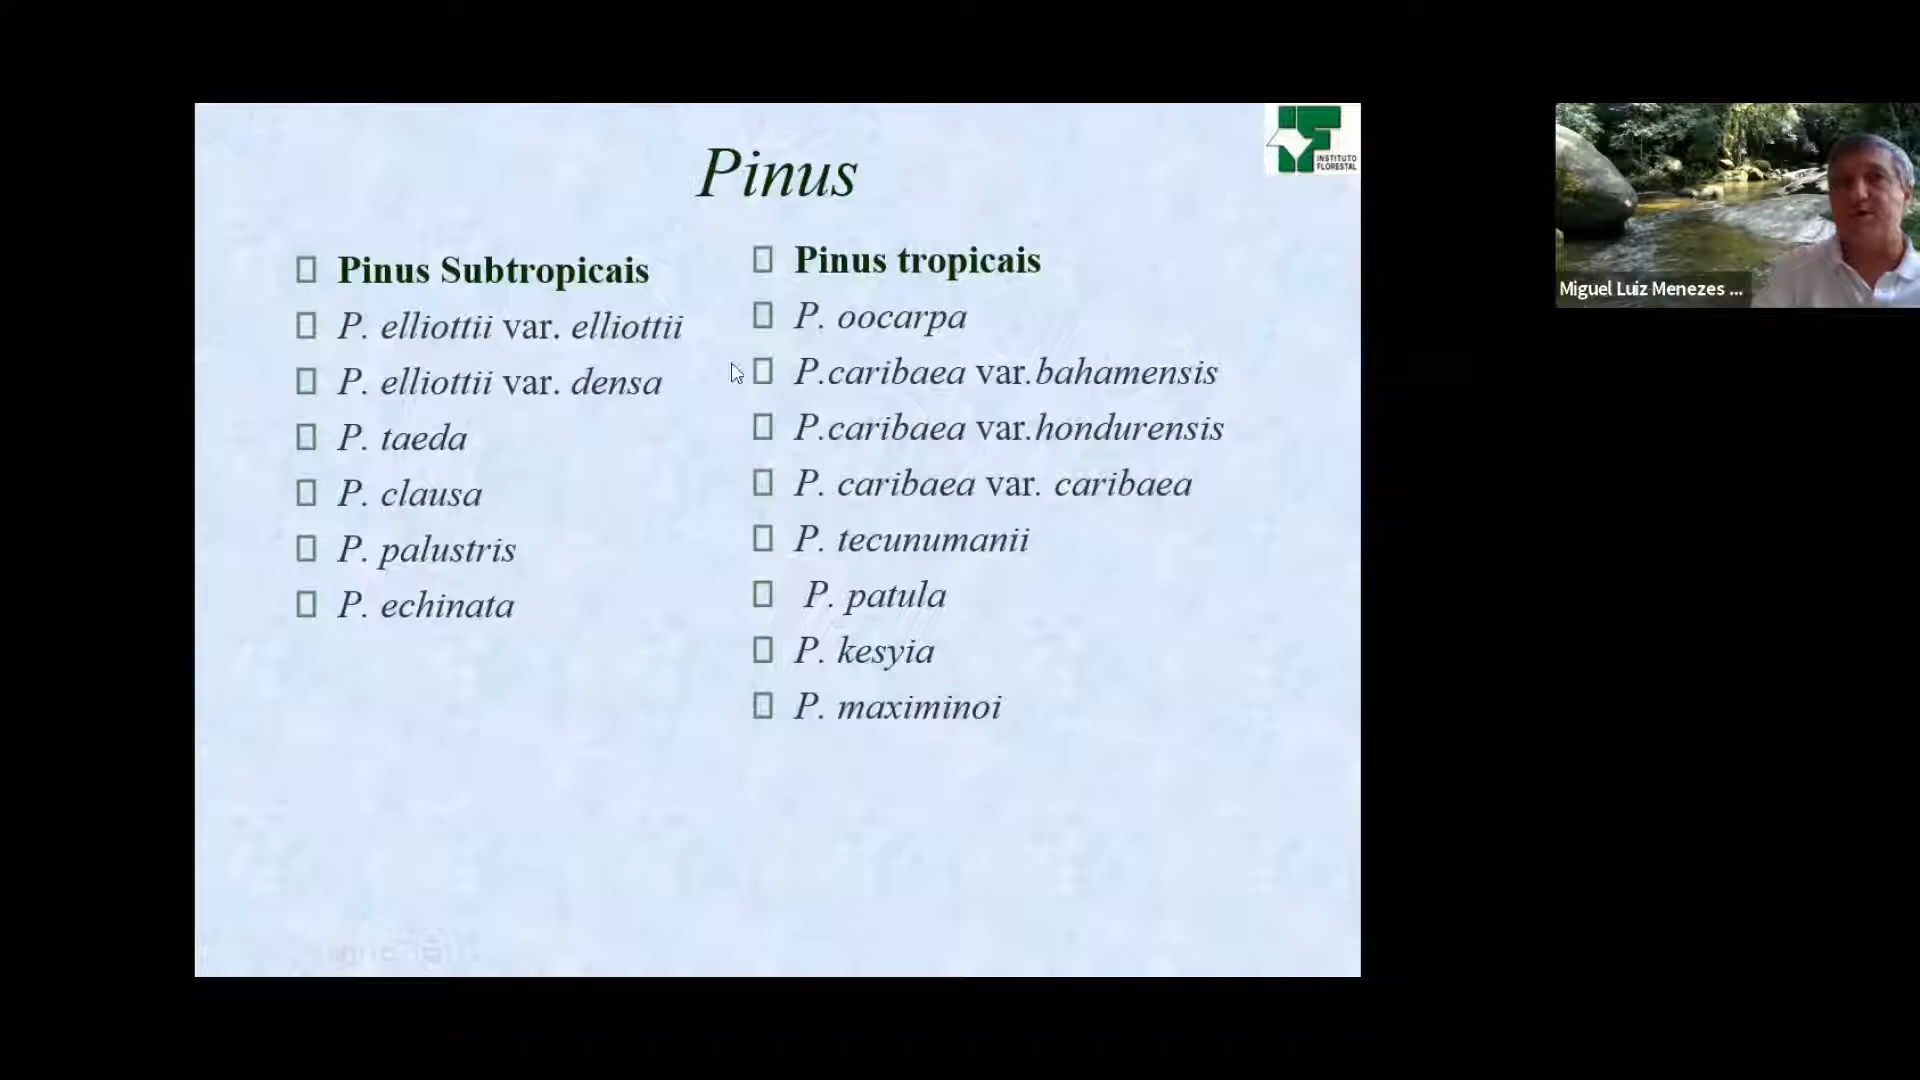 Pinus
INSTITUTO
FLORESTAL
Pinus Subtropicais
P. elliottii var. elliottii
P. elliottii var. densa
P. taeda
P. clausa
P. palustris
P. echinata
Pinus tropicais
P. oocarpa
P.caribaea var.bahamensis
P.caribaea var.hondurensis
P. caribaea var. caribaea
P. tecunumanii
P. patula
P. kesyia
P. maximinoi
Miguel Luiz Menezes ...